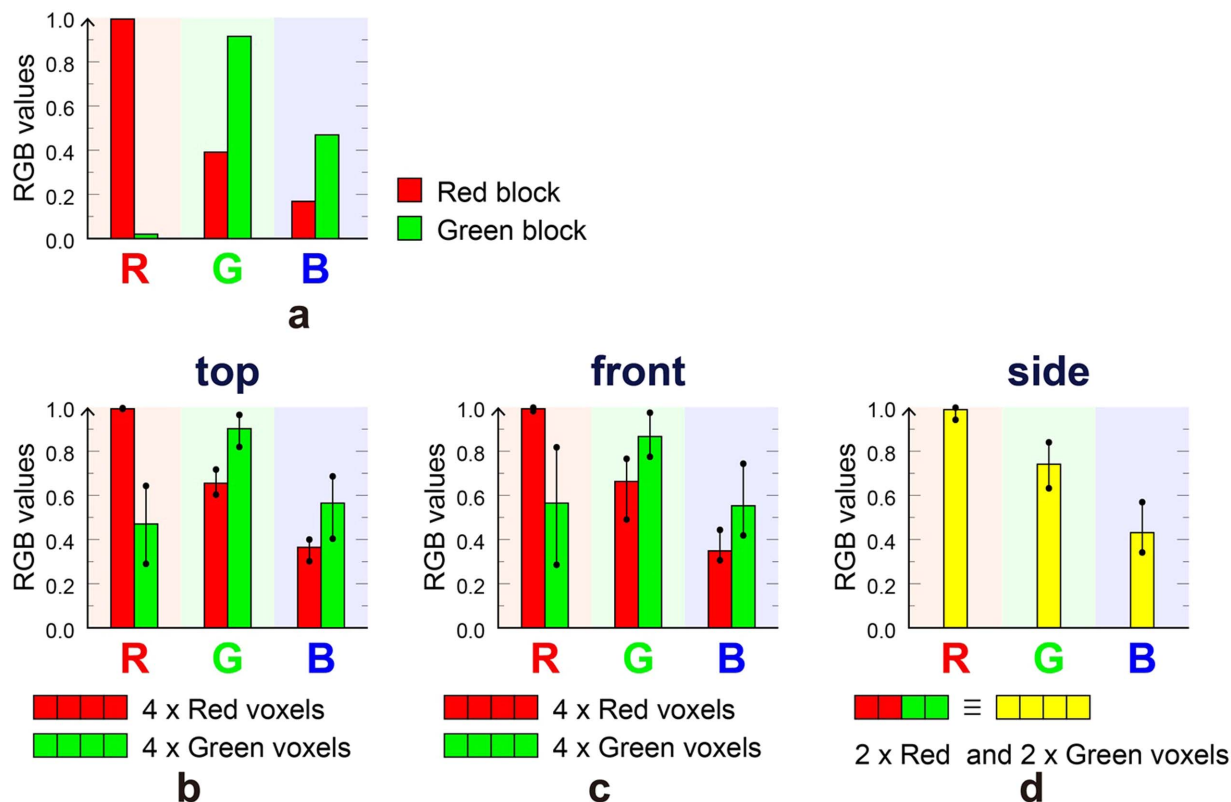 RGB values
1.0
0.8
0.6
0.4
0.2
0.0
R G B
Red block
Green block
a
top
RGB values
1.0
0.8
0.6
0.4
0.2
0.0
R G B
4 x Red voxels
4 x Green voxels
b
front
RGB values
1.0
0.8
0.6
0.4
0.2
0.0
R G B
4 x Red voxels
4 x Green voxels
c
side
RGB values
1.0
0.8
0.6
0.4
0.2
0.0
R G B
≡
2 x Red and 2 x Green voxels
d